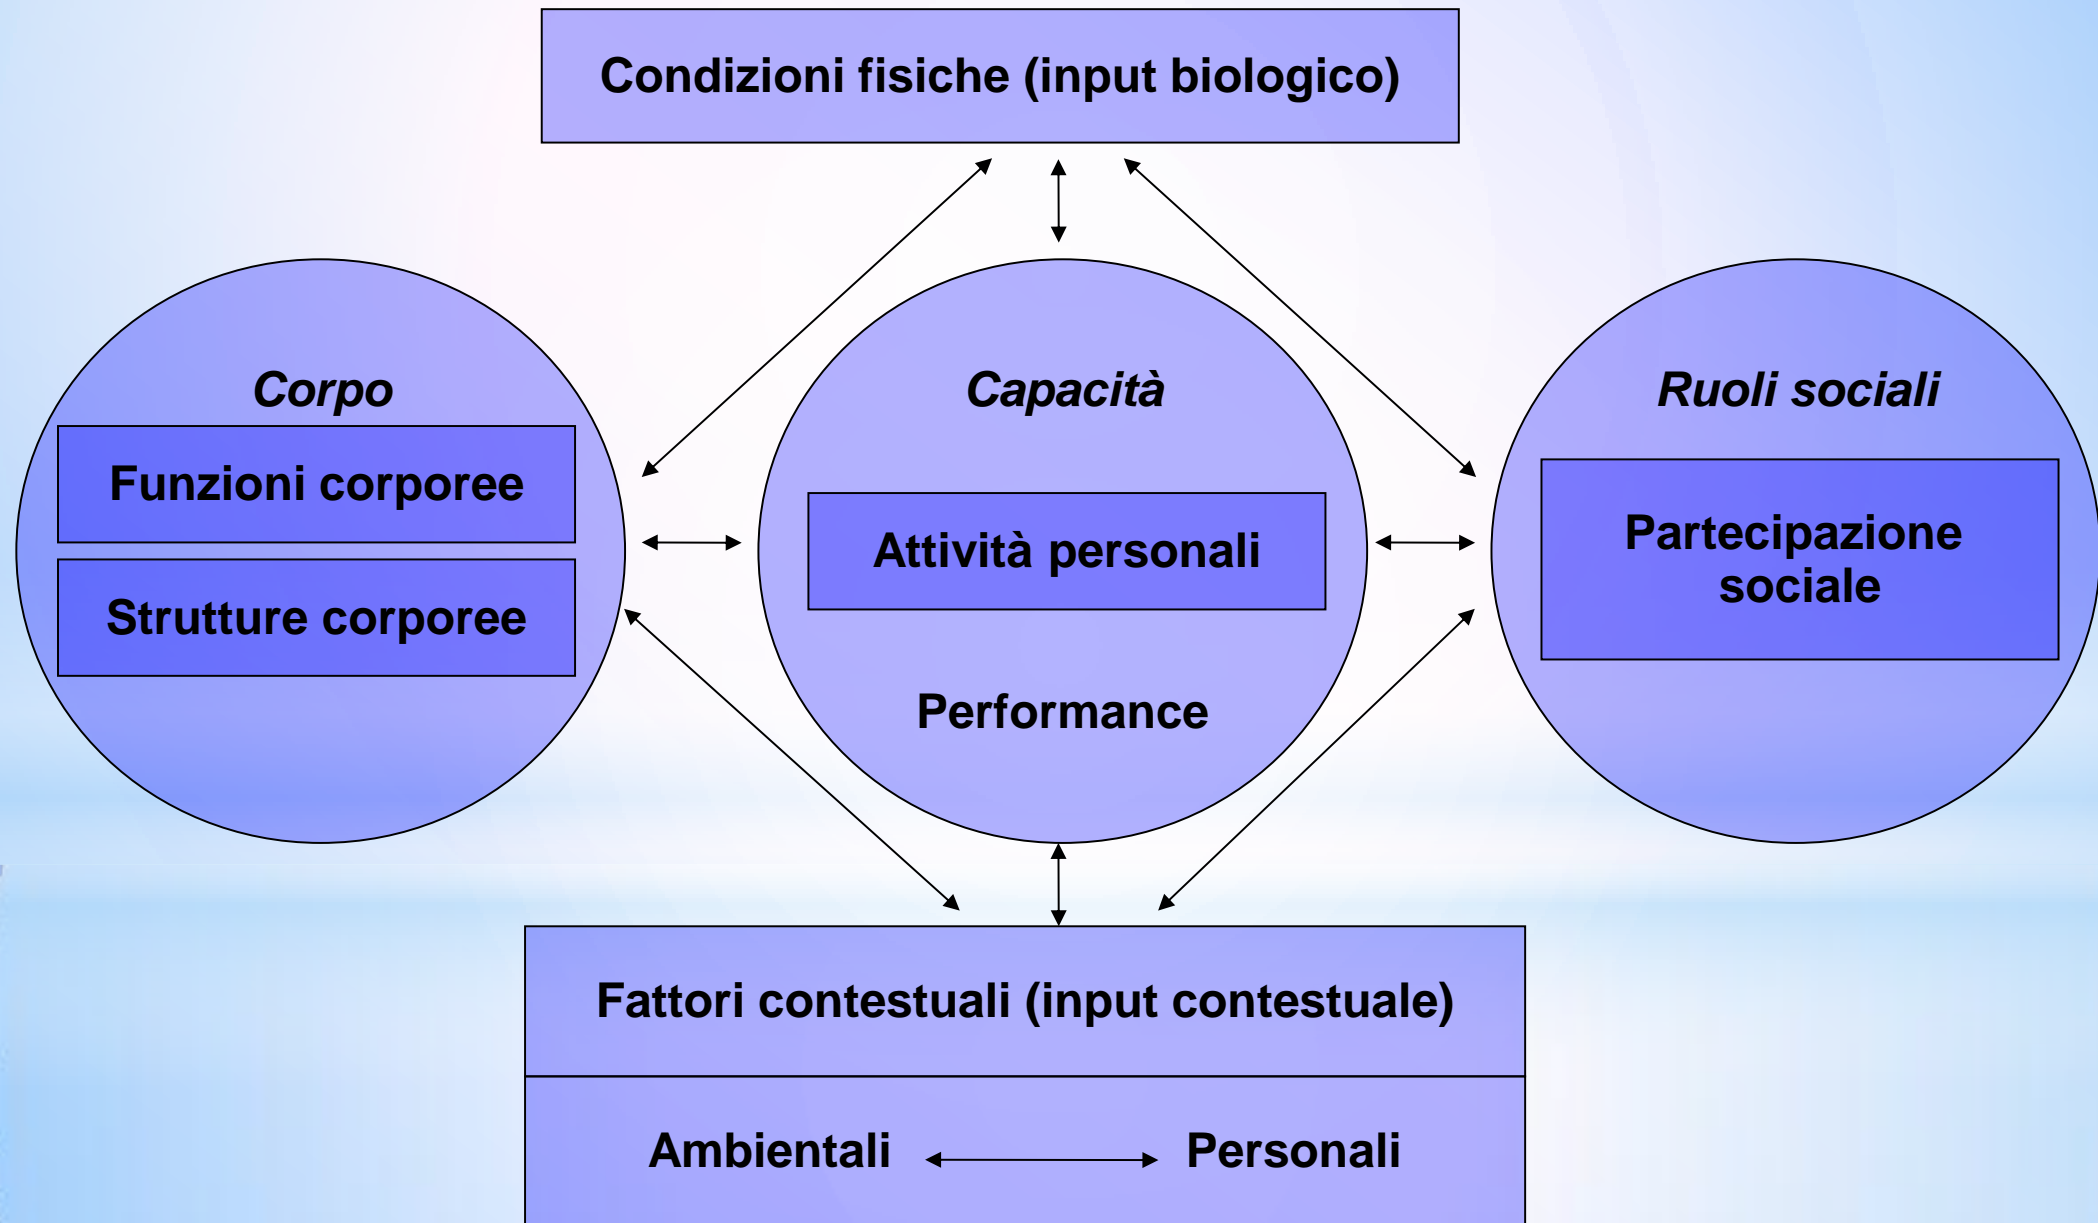 Condizioni fisiche (input biologico)
Corpo
Funzioni corporee
Strutture corporee
Capacità
Attività personali
Performance
Ruoli sociali
Partecipazione
sociale
Fattori contestuali (input contestuale)
Ambientali
Personali